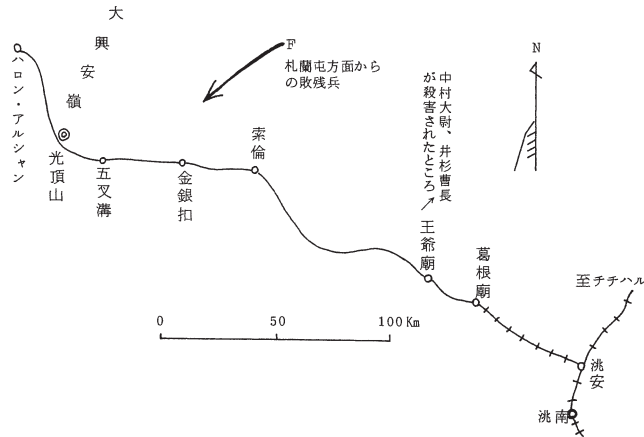 大興安嶺
ハロン・アルシャン
光頂山
五叉溝
金銀扣
索倫
F
札蘭屯方面から
の敗残兵
中村大尉、井杉曹長
が殺害されたところ
王爺廟
葛根廟
N
至チチハル
洮安
洮南
0 50 100 Km